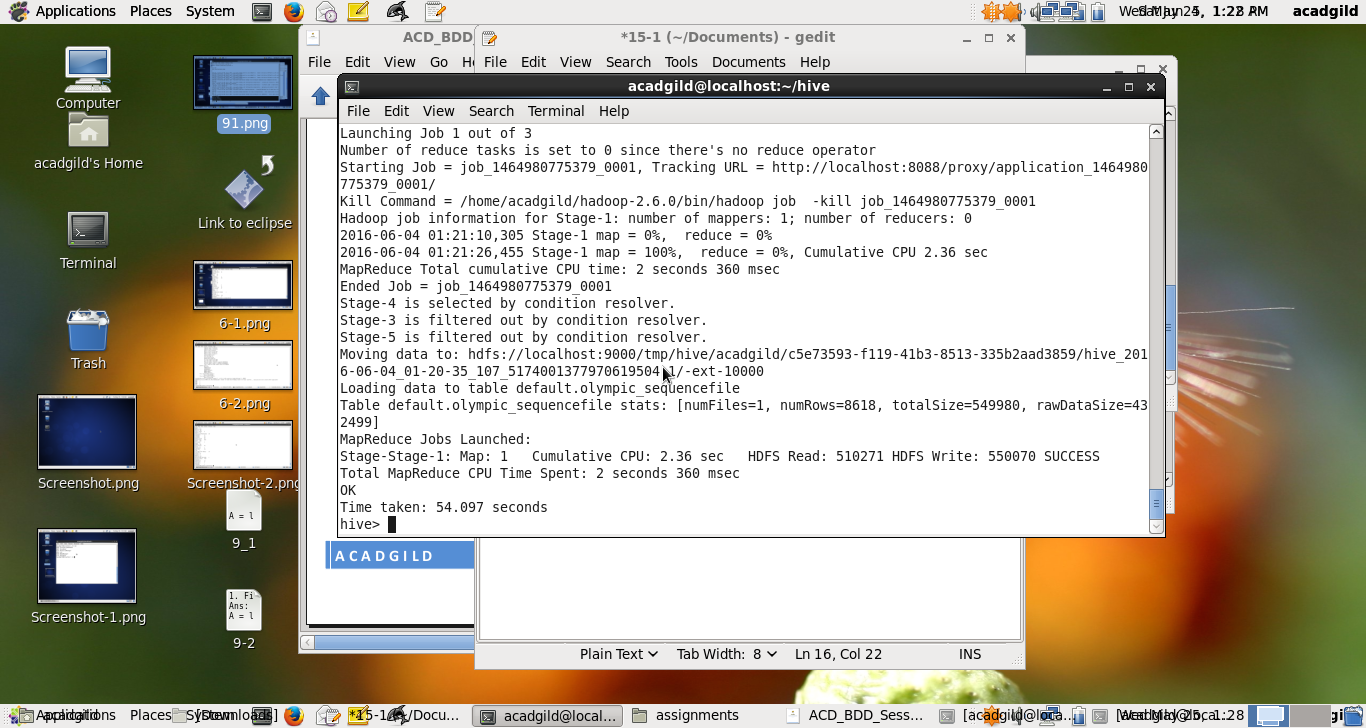 Applications Places System
1:28 PM acadgild
Computer
acadgild's Home
Terminal
Trash
Screenshot.png
Screenshot-1.png
91.png
Link to eclipse
6-1.png
6-2.png
Screenshot-2.png
A = l
9_1
1. Fi
Ans:
A = l
9-2
ACD_BDD_
File Edit View Go
ACADGILD
*15-1 (~/Documents) - gedit
File Edit View Search Tools Documents Help
acadgild@localhost:~/hive
File Edit View Search Terminal Help
Launching Job 1 out of 3
Number of reduce tasks is set to 0 since there's no reduce operator
Starting Job = job_1464980775379_0001, Tracking URL = http://localhost:8088/proxy/application_1464980
775379_0001/
Kill Command = /home/acadgild/hadoop-2.6.0/bin/hadoop job  -kill job_1464980775379_0001
Hadoop job information for Stage-1: number of mappers: 1; number of reducers: 0
2016-06-04 01:21:10,305 Stage-1 map = 0%,  reduce = 0%
2016-06-04 01:21:26,455 Stage-1 map = 100%,  reduce = 0%, Cumulative CPU 2.36 sec
MapReduce Total cumulative CPU time: 2 seconds 360 msec
Ended Job = job_1464980775379_0001
Stage-4 is selected by condition resolver.
Stage-3 is filtered out by condition resolver.
Stage-5 is filtered out by condition resolver.
Moving data to: hdfs://localhost:9000/tmp/hive/acadgild/c5e73593-f119-41b3-8513-335b2aad3859/hive_201
6-06-04_01-20-35_107_5174001377970619504-1/-ext-10000
Loading data to table default.olympic_sequencefile
Table default.olympic_sequencefile stats: [numFiles=1, numRows=8618, totalSize=549980, rawDataSize=43
2499]
MapReduce Jobs Launched:
Stage-Stage-1: Map: 1   Cumulative CPU: 2.36 sec   HDFS Read: 510271 HDFS Write: 550070 SUCCESS
Total MapReduce CPU Time Spent: 2 seconds 360 msec
OK
Time taken: 54.097 seconds
hive>
Plain Text Tab Width: 8 Ln 16, Col 22 INS
Places
*15-1 (~/Docu... acadgild@local... assignments ACD_BDD_Sess... [acadgild@loca... 1:28